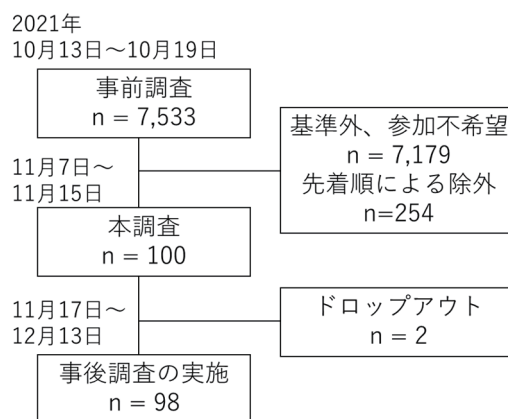 2021年
10月13日～10月19日
事前調査
n = 7,533
基準外、参加不希望
n = 7,179
先着順による除外
n=254
11月7日～
11月15日
本調査
n = 100
11月17日～
12月13日
ドロップアウト
n = 2
事後調査の実施
n = 98